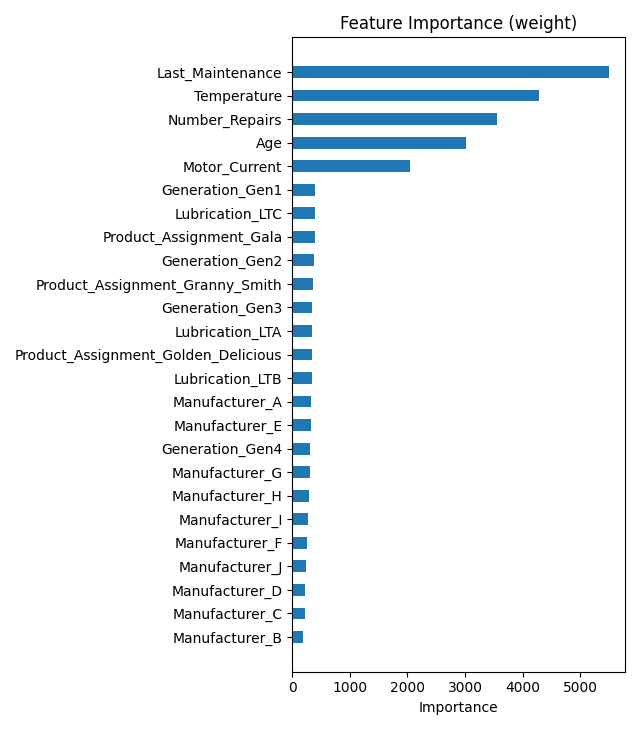 Feature Importance (weight)
Last_Maintenance
Temperature
Number_Repairs
Age
Motor_Current
Generation_Gen1
Lubrication_LTC
Product_Assignment_Gala
Generation_Gen2
Product_Assignment_Granny_Smith
Generation_Gen3
Lubrication_LTA
Product_Assignment_Golden_Delicious
Lubrication_LTB
Manufacturer_A
Manufacturer_E
Generation_Gen4
Manufacturer_G
Manufacturer_H
Manufacturer_I
Manufacturer_F
Manufacturer_J
Manufacturer_D
Manufacturer_C
Manufacturer_B
0 1000 2000 3000 4000 5000
Importance